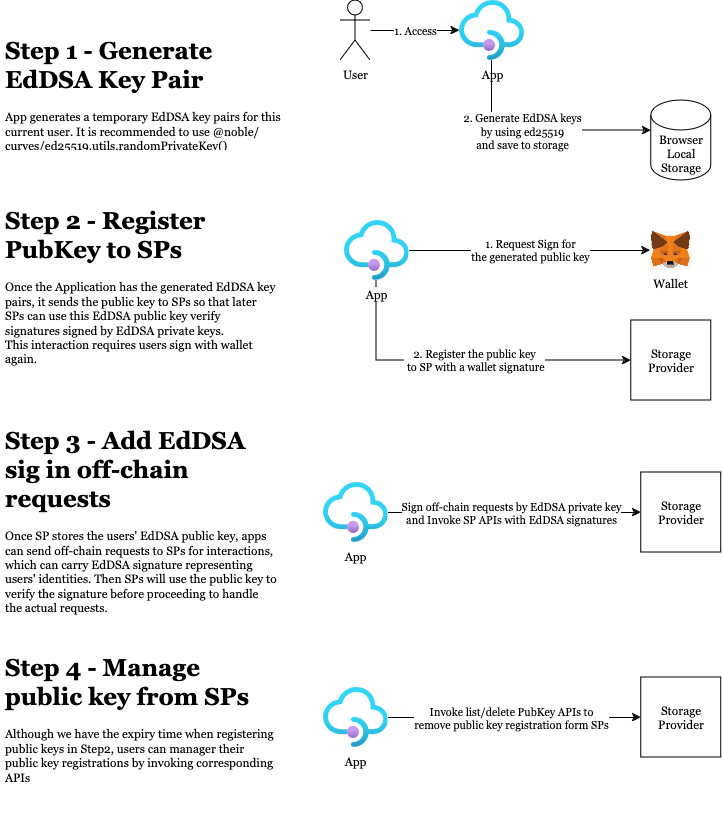 Step 1 - Generate
EdDSA Key Pair
App generates a temporary EdDSA key pairs for this
current user. It is recommended to use @noble/
curves/ed25519.utils.randomPrivateKey()
1. Access
User
App
2. Generate EdDSA keys
by using ed25519
and save to storage
Browser
Local
Storage
Step 2 - Register
PubKey to SPs
Once the Application has the generated EdDSA key
pairs, it sends the public key to SPs so that later
SPs can use this EdDSA public key verify
signatures signed by EdDSA private keys.
This interaction requires users sign with wallet
again.
1. Request Sign for
the generated public key
App
Wallet
2. Register the public key
to SP with a wallet signature
Storage
Provider
Step 3 - Add EdDSA
sig in off-chain
requests
Once SP stores the users' EdDSA public key, apps
can send off-chain requests to SPs for interactions,
which can carry EdDSA signature representing
users' identities. Then SPs will use the public key to
verify the signature before proceeding to handle
the actual requests.
Sign off-chain requests by EdDSA private key
and Invoke SP APIs with EdDSA signatures
App
Storage
Provider
Step 4 - Manage
public key from SPs
Although we have the expiry time when registering
public keys in Step2, users can manager their
public key registrations by invoking corresponding
APIs
Invoke list/delete PubKey APIs to
remove public key registration form SPs
App
Storage
Provider